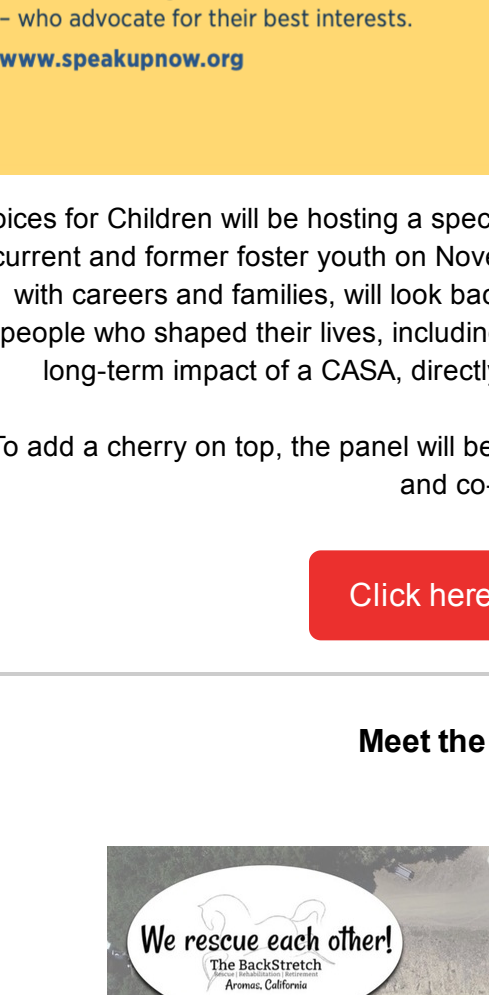 – who advocate for their best interests.
www.speakupnow.org
oices for Children will be hosting a spec
current and former foster youth on Nove
with careers and families, will look bac
people who shaped their lives, including
long-term impact of a CASA, directly
To add a cherry on top, the panel will be
and co-
Click here
Meet the
We rescue each other!
The BackStretch
Rescue | Rehabilitation | Retirement
Aromas, California